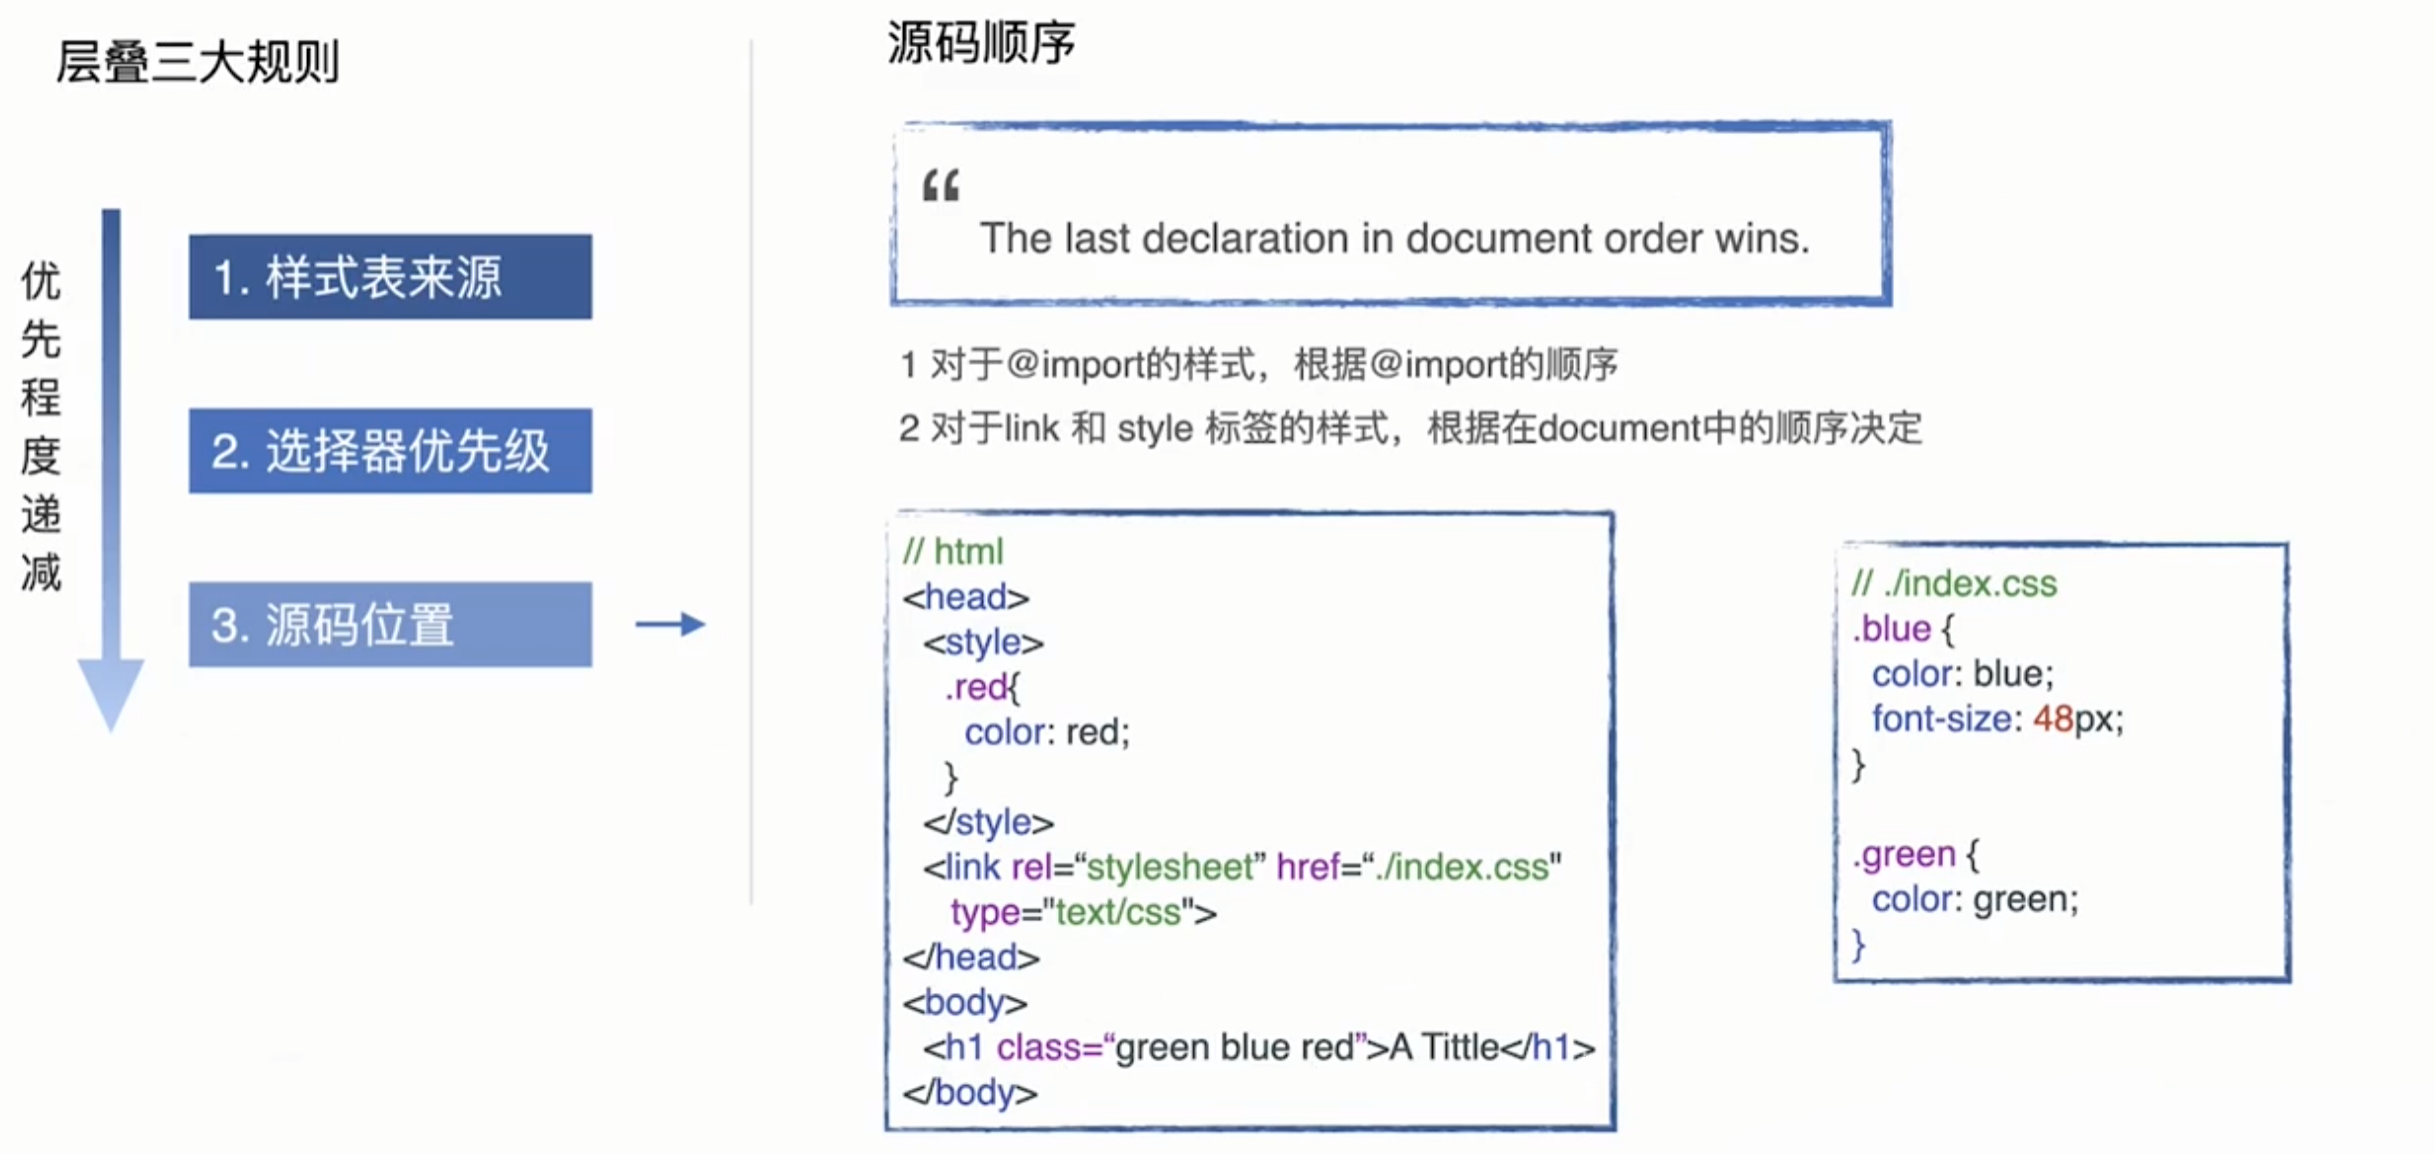 层叠三大规则
优先程度递减
1. 样式表来源
2. 选择器优先级
3. 源码位置
源码顺序
“
The last declaration in document order wins.
1 对于@import的样式，根据@import的顺序
2 对于link 和 style 标签的样式，根据在document中的顺序决定
// html
<head>
<style>
.red{
color: red;
}
</style>
<link rel=“stylesheet” href=“./index.css"
type="text/css">
</head>
<body>
<h1 class=“green blue red”>A Tittle</h1>
</body>
// ./index.css
.blue {
color: blue;
font-size: 48px;
}
.green {
color: green;
}